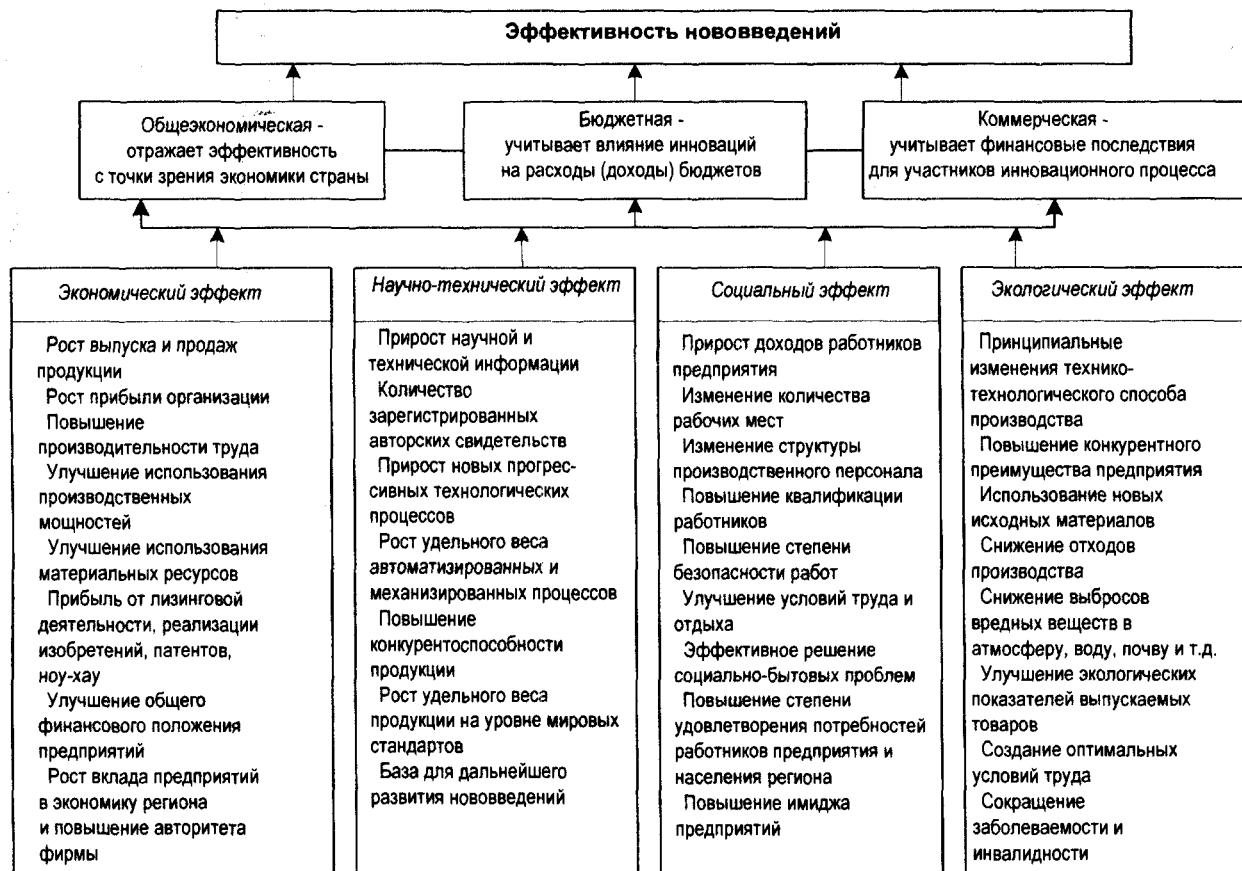 Эффективность нововведений
Общеэкономическая -
отражает эффективность
с точки зрения экономики страны
Бюджетная -
учитывает влияние инноваций
на расходы (доходы) бюджетов
Коммерческая -
учитывает финансовые последствия
для участников инновационного процесса
Экономический эффект
Рост выпуска и продаж
продукции
Рост прибыли организации
Повышение
производительности труда
Улучшение использования
производственных
мощностей
Улучшение использования
материальных ресурсов
Прибыль от лизинговой
деятельности, реализации
изобретений, патентов,
ноу-хау
Улучшение общего
финансового положения
предприятий
Рост вклада предприятий
в экономику региона
и повышение авторитета
фирмы
Научно-технический эффект
Прирост научной и
технической информации
Количество
зарегистрированных
авторских свидетельств
Прирост новых прогрес-
сивных технологических
процессов
Рост удельного веса
автоматизированных и
механизированных процессов
Повышение
конкурентоспособности
продукции
Рост удельного веса
продукции на уровне мировых
стандартов
База для дальнейшего
развития нововведений
Социальный эффект
Прирост доходов работников
предприятия
Изменение количества
рабочих мест
Изменение структуры
производственного персонала
Повышение квалификации
работников
Повышение степени
безопасности работ
Улучшение условий труда и
отдыха
Эффективное решение
социально-бытовых проблем
Повышение степени
удовлетворения потребностей
работников предприятия и
населения региона
Повышение имиджа
предприятий
Экологический эффект
Принципиальные
изменения технико-
технологического способа
производства
Повышение конкурентного
преимущества предприятия
Использование новых
исходных материалов
Снижение отходов
производства
Снижение выбросов
вредных веществ в
атмосферу, воду, почву и т.д.
Улучшение экологических
показателей выпускаемых
товаров
Создание оптимальных
условий труда
Сокращение
заболеваемости и
инвалидности